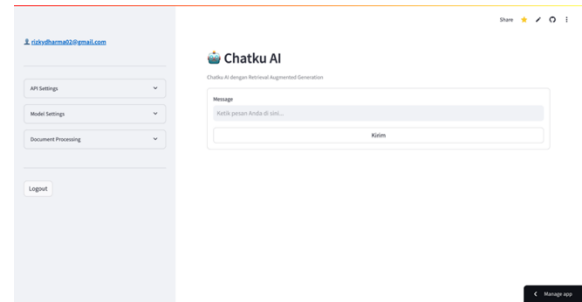 Share
rizkydharma02@gmail.com
Chatku AI
Chatku AI dengan Retrieval Augmented Generation
API Settings
Model Settings
Document Processing
Logout
Message
Ketik pesan Anda di sini...
Kirim
Manage app